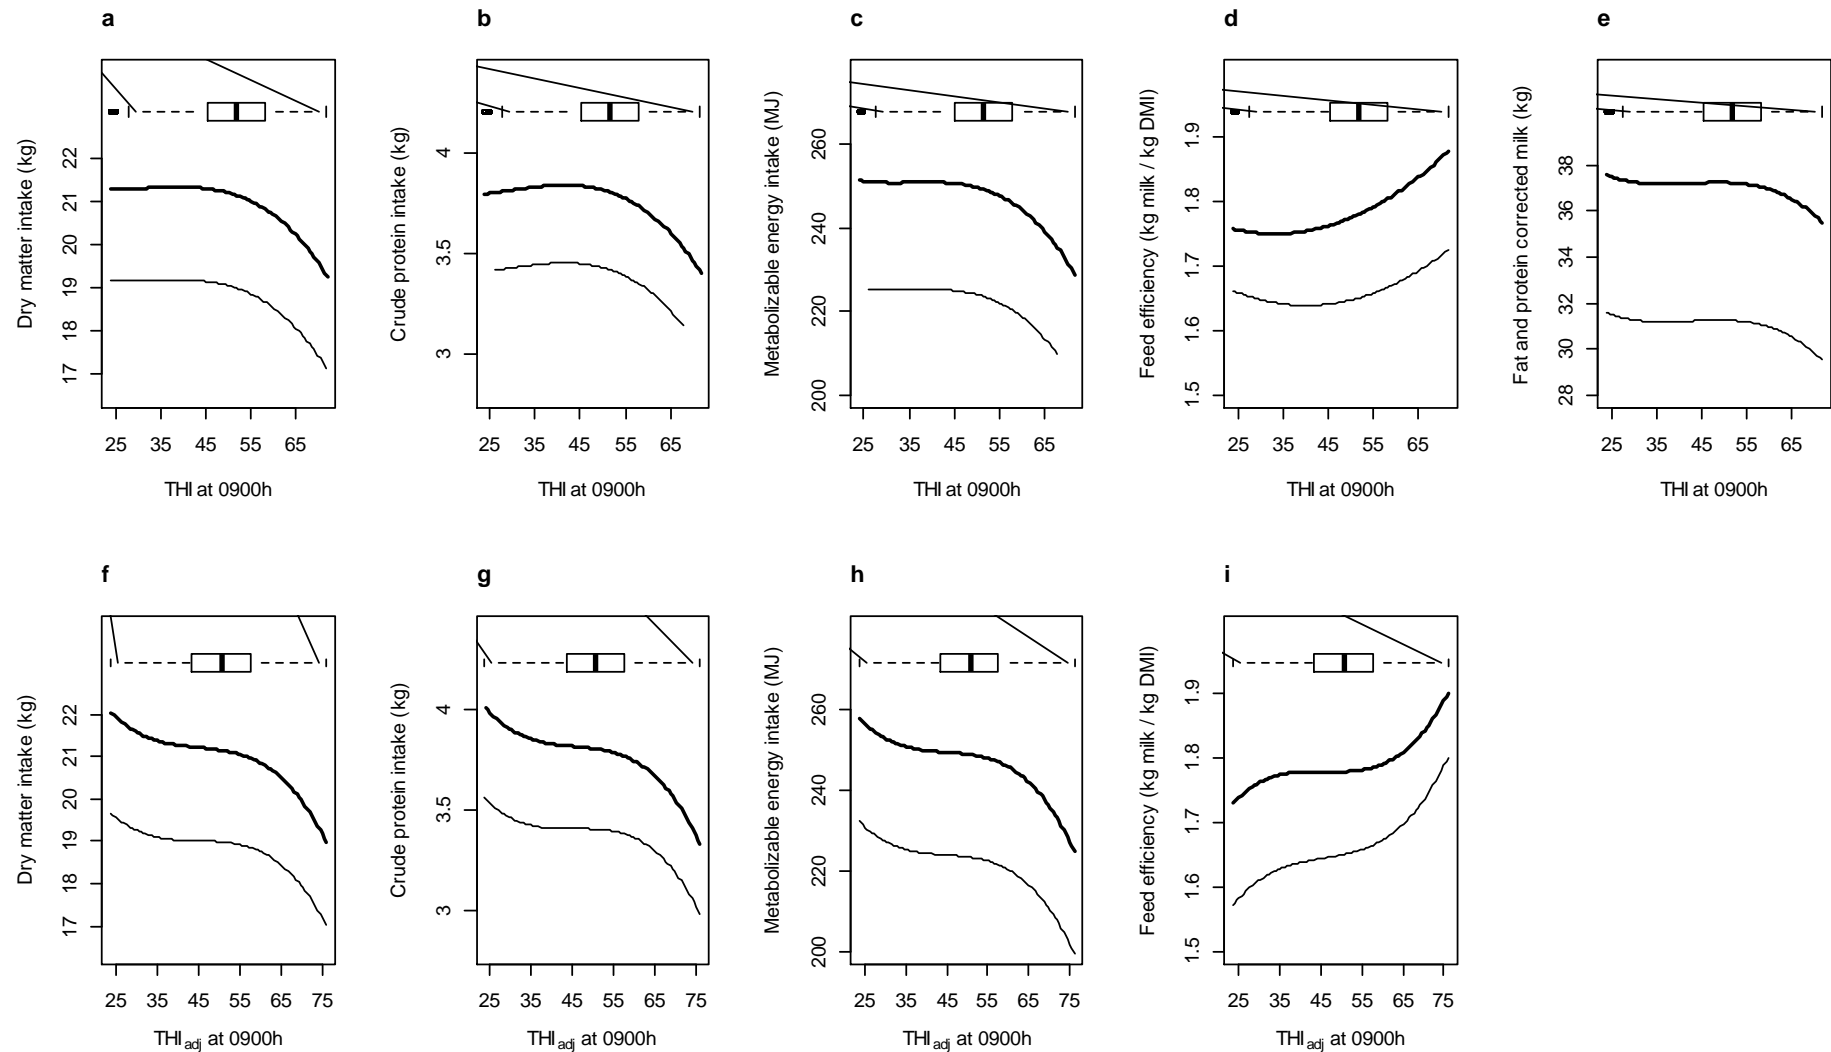 a
b
c
d
e
Dry matter intake (kg)
17 18 19 20 21 22
25 35 45 55 65
THI at 0900h
Crude protein intake (kg)
3 3.5 4
25 35 45 55 65
THI at 0900h
Metabolizable energy intake (MJ)
200 220 240 260
25 35 45 55 65
THI at 0900h
Feed efficiency (kg milk / kg DMI)
1.5 1.6 1.7 1.8 1.9
25 35 45 55 65
THI at 0900h
Fat and protein corrected milk (kg)
28 30 32 34 36 38
25 35 45 55 65
THI at 0900h
f
g
h
i
Dry matter intake (kg)
17 18 19 20 21 22
25 35 45 55 65 75
THI adj at 0900h
Crude protein intake (kg)
3 3.5 4
25 35 45 55 65 75
THI adj at 0900h
Metabolizable energy intake (MJ)
200 220 240 260
25 35 45 55 65 75
THI adj at 0900h
Feed efficiency (kg milk / kg DMI)
1.5 1.6 1.7 1.8 1.9
25 35 45 55 65 75
THI adj at 0900h